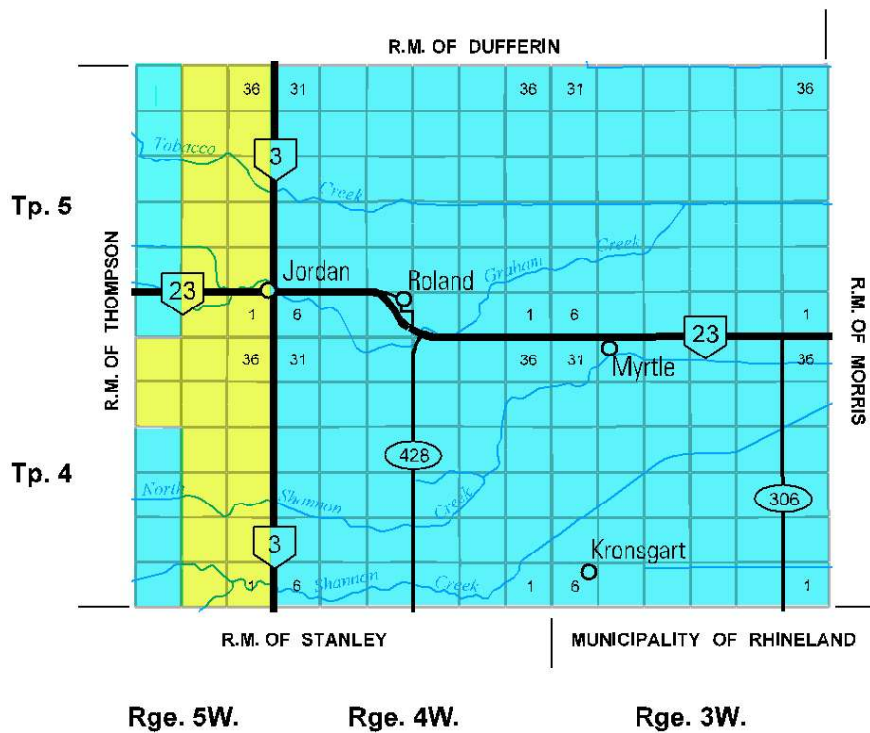 R.M. OF DUFFERIN
36 31 36 31 36
Tobacco
3
Creek
Tp. 5
R.M. OF THOMPSON
Jordan
Graham Creek
Roland
23
1 6 1 6 1
23
R.M. OF MORRIS
36 31 36 31 36
Myrtle
428
Tp. 4
North Shannon Creek
306
3
Kronsgart
1 6 Shannon Creek 1 6 1
R.M. OF STANLEY MUNICIPALITY OF RHINELAND
Rge. 5W. Rge. 4W. Rge. 3W.